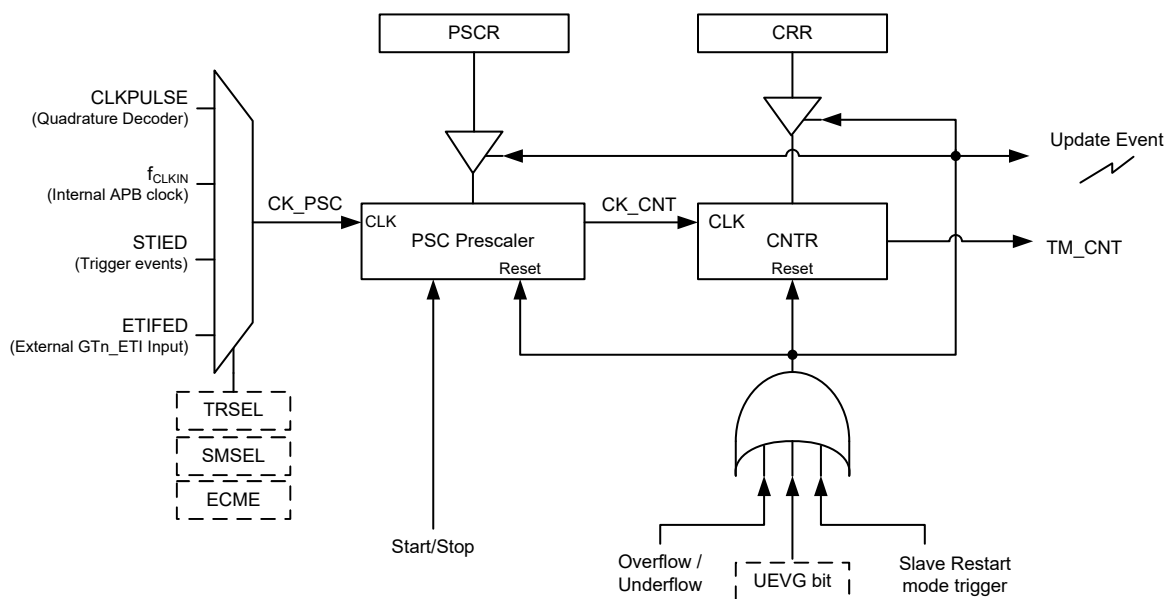 PSCR
CRR
CLKPULSE
(Quadrature Decoder)
fCLKIN
(Internal APB clock)
STIED
(Trigger events)
ETIFED
(External GTn_ETI Input)
TRSEL
SMSEL
ECME
CK_PSC
CLK
PSC Prescaler
Reset
Start/Stop
CK_CNT
CLK
CNTR
Reset
Update Event
TM_CNT
Overflow /
Underflow
UEVG bit
Slave Restart
mode trigger